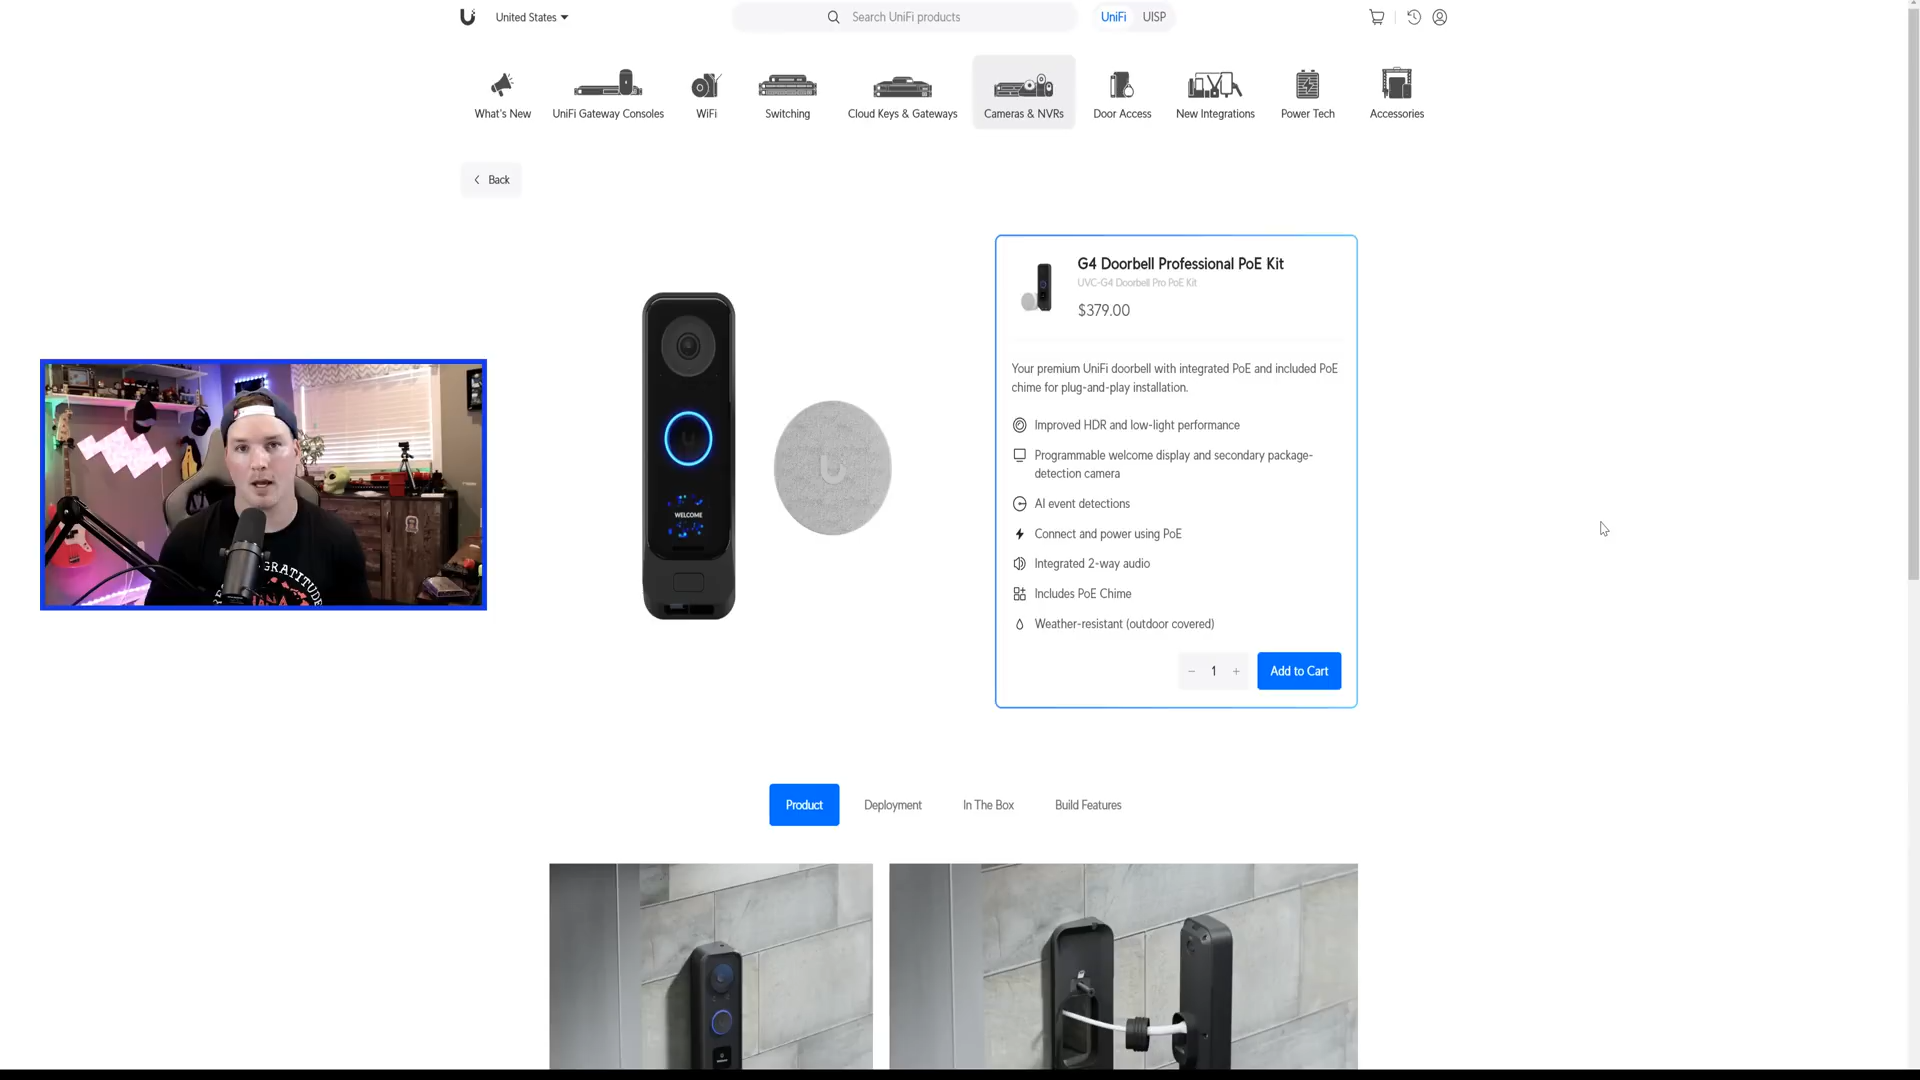 United States
Search UniFi products
UniFi
UISP
What's New
UniFi Gateway Consoles
WiFi
Switching
Cloud Keys & Gateways
Cameras & NVRs
Door Access
New Integrations
Power Tech
Accessories
Back
G4 Doorbell Professional PoE Kit
UVC-G4 Doorbell Pro PoE Kit
$379.00
Your premium UniFi doorbell with integrated PoE and included PoE
chime for plug-and-play installation.
Improved HDR and low-light performance
Programmable welcome display and secondary package-
detection camera
AI event detections
Connect and power using PoE
Integrated 2-way audio
Includes PoE Chime
Weather-resistant (outdoor covered)
− 1 +
Add to Cart
WELCOME
GRATITUDE
Product
Deployment
In The Box
Build Features